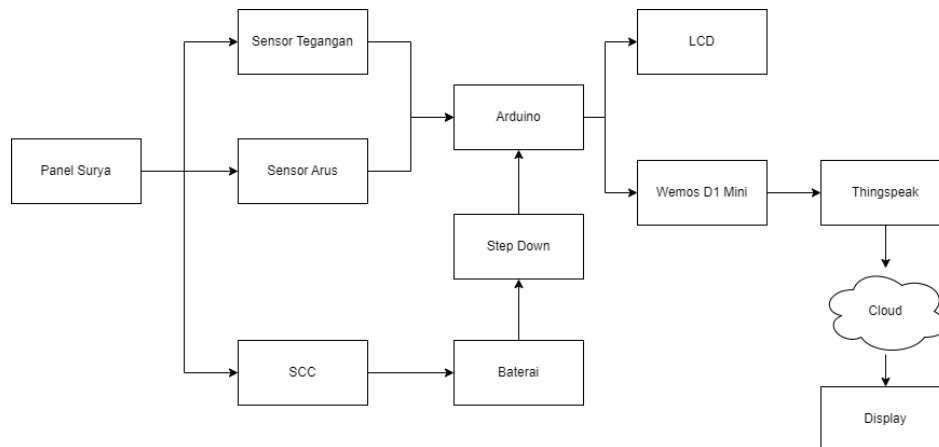 Sensor Tegangan
LCD
Arduino
Panel Surya
Sensor Arus
Wemos D1 Mini
Thingspeak
Step Down
Cloud
SCC
Baterai
Display